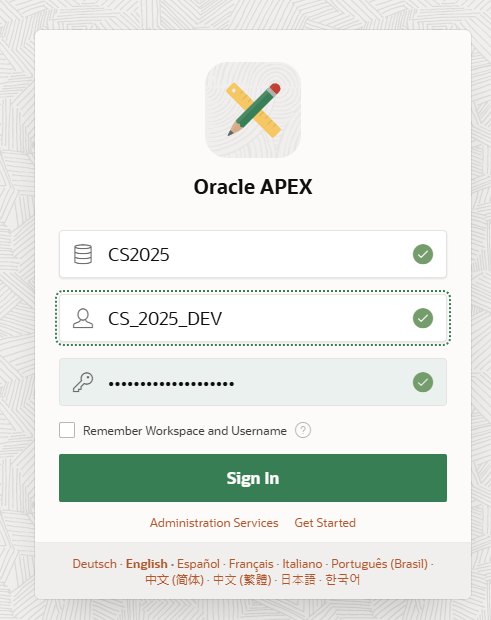 Oracle APEX
CS2025
CS_2025_DEV
••••••••••••••••••••
Remember Workspace and Username ?
Sign In
Administration Services Get Started
Deutsch · English · Español · Français · Italiano · Português (Brasil) ·
中文 (简体) · 中文 (繁體) · 日本語 · 한국어